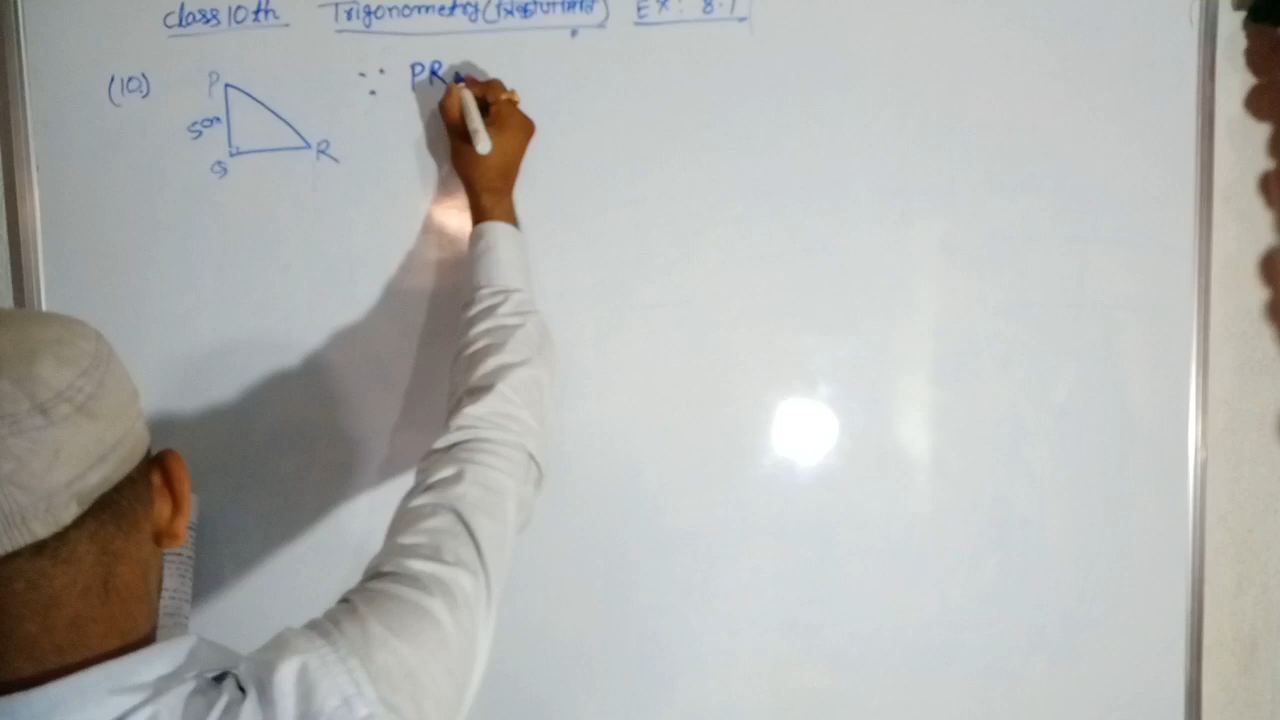 Class 10th Trigonometry (त्रिकोणमिति) Ex: 8.1
(10)
P
5cm
Q
R
∵ PR